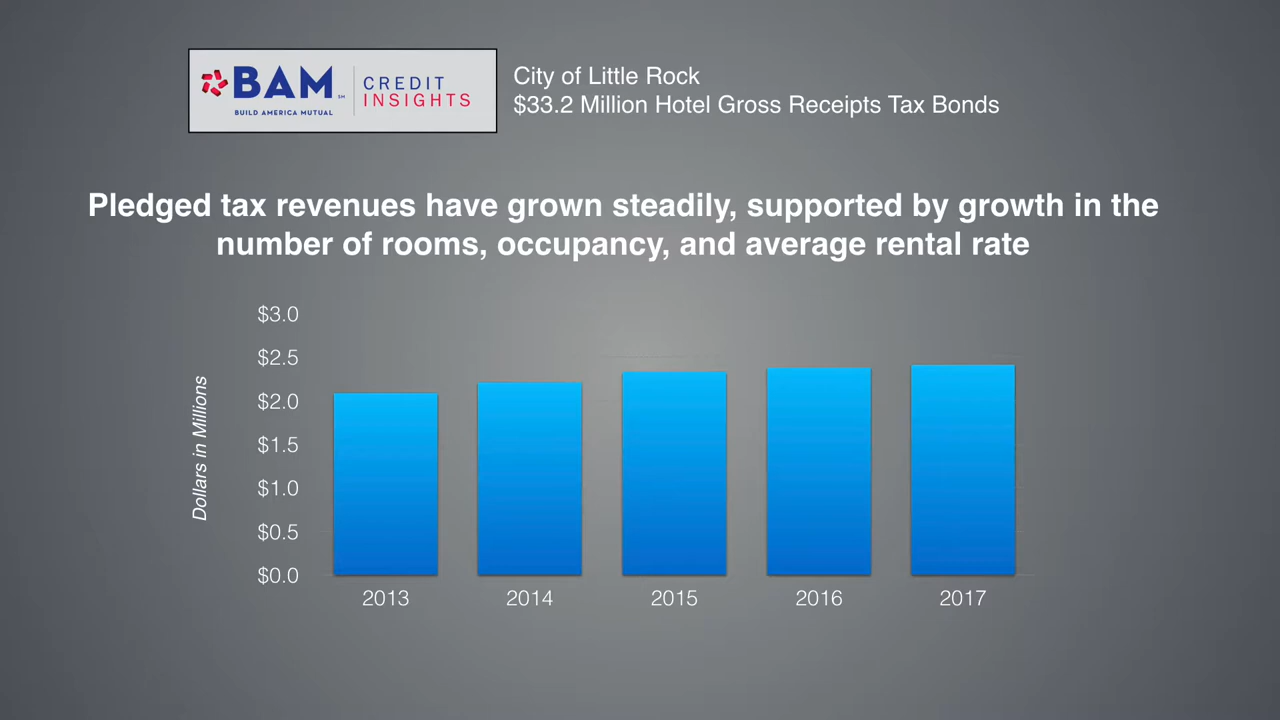 BAM SM
BUILD AMERICA MUTUAL
CREDIT
INSIGHTS
City of Little Rock
$33.2 Million Hotel Gross Receipts Tax Bonds
Pledged tax revenues have grown steadily, supported by growth in the
number of rooms, occupancy, and average rental rate
Dollars in Millions
$3.0
$2.5
$2.0
$1.5
$1.0
$0.5
$0.0
2013 2014 2015 2016 2017